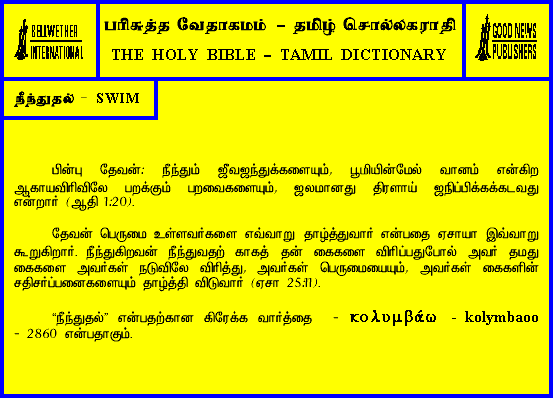 BELLWETHER
INTERNATIONAL
பரிசுத்த வேதாகமம் – தமிழ் சொல்லகராதி
THE HOLY BIBLE – TAMIL DICTIONARY
GOOD NEWS
PUBLISHERS
நீந்துதல் - SWIM
பின்பு தேவன்: நீந்தும் ஜீவஜந்துக்களையும், பூமியின்மேல் வானம் என்கிற
ஆகாயவிரிவிலே பறக்கும் பறவைகளையும், ஜலமானது திரளாய் ஜநிப்பிக்கக்கடவது
என்றார் (ஆதி 1:20).
தேவன் பெருமை உள்ளவர்களை எவ்வாறு தாழ்த்துவார் என்பதை ஏசாயா இவ்வாறு
கூறுகிறார். நீந்துகிறவன் நீந்துவதற் காகத் தன் கைகளை விரிப்பதுபோல் அவர் தமது
கைகளை அவர்கள் நடுவிலே விரித்து, அவர்கள் பெருமையையும், அவர்கள் கைகளின்
சதிசர்ப்பனைகளையும் தாழ்த்தி விடுவார் (ஏசா 25:11).
“நீந்துதல்” என்பதற்கான கிரேக்க வார்த்தை - κολυμβάω - kolymbaoo
- 2860 என்பதாகும்.